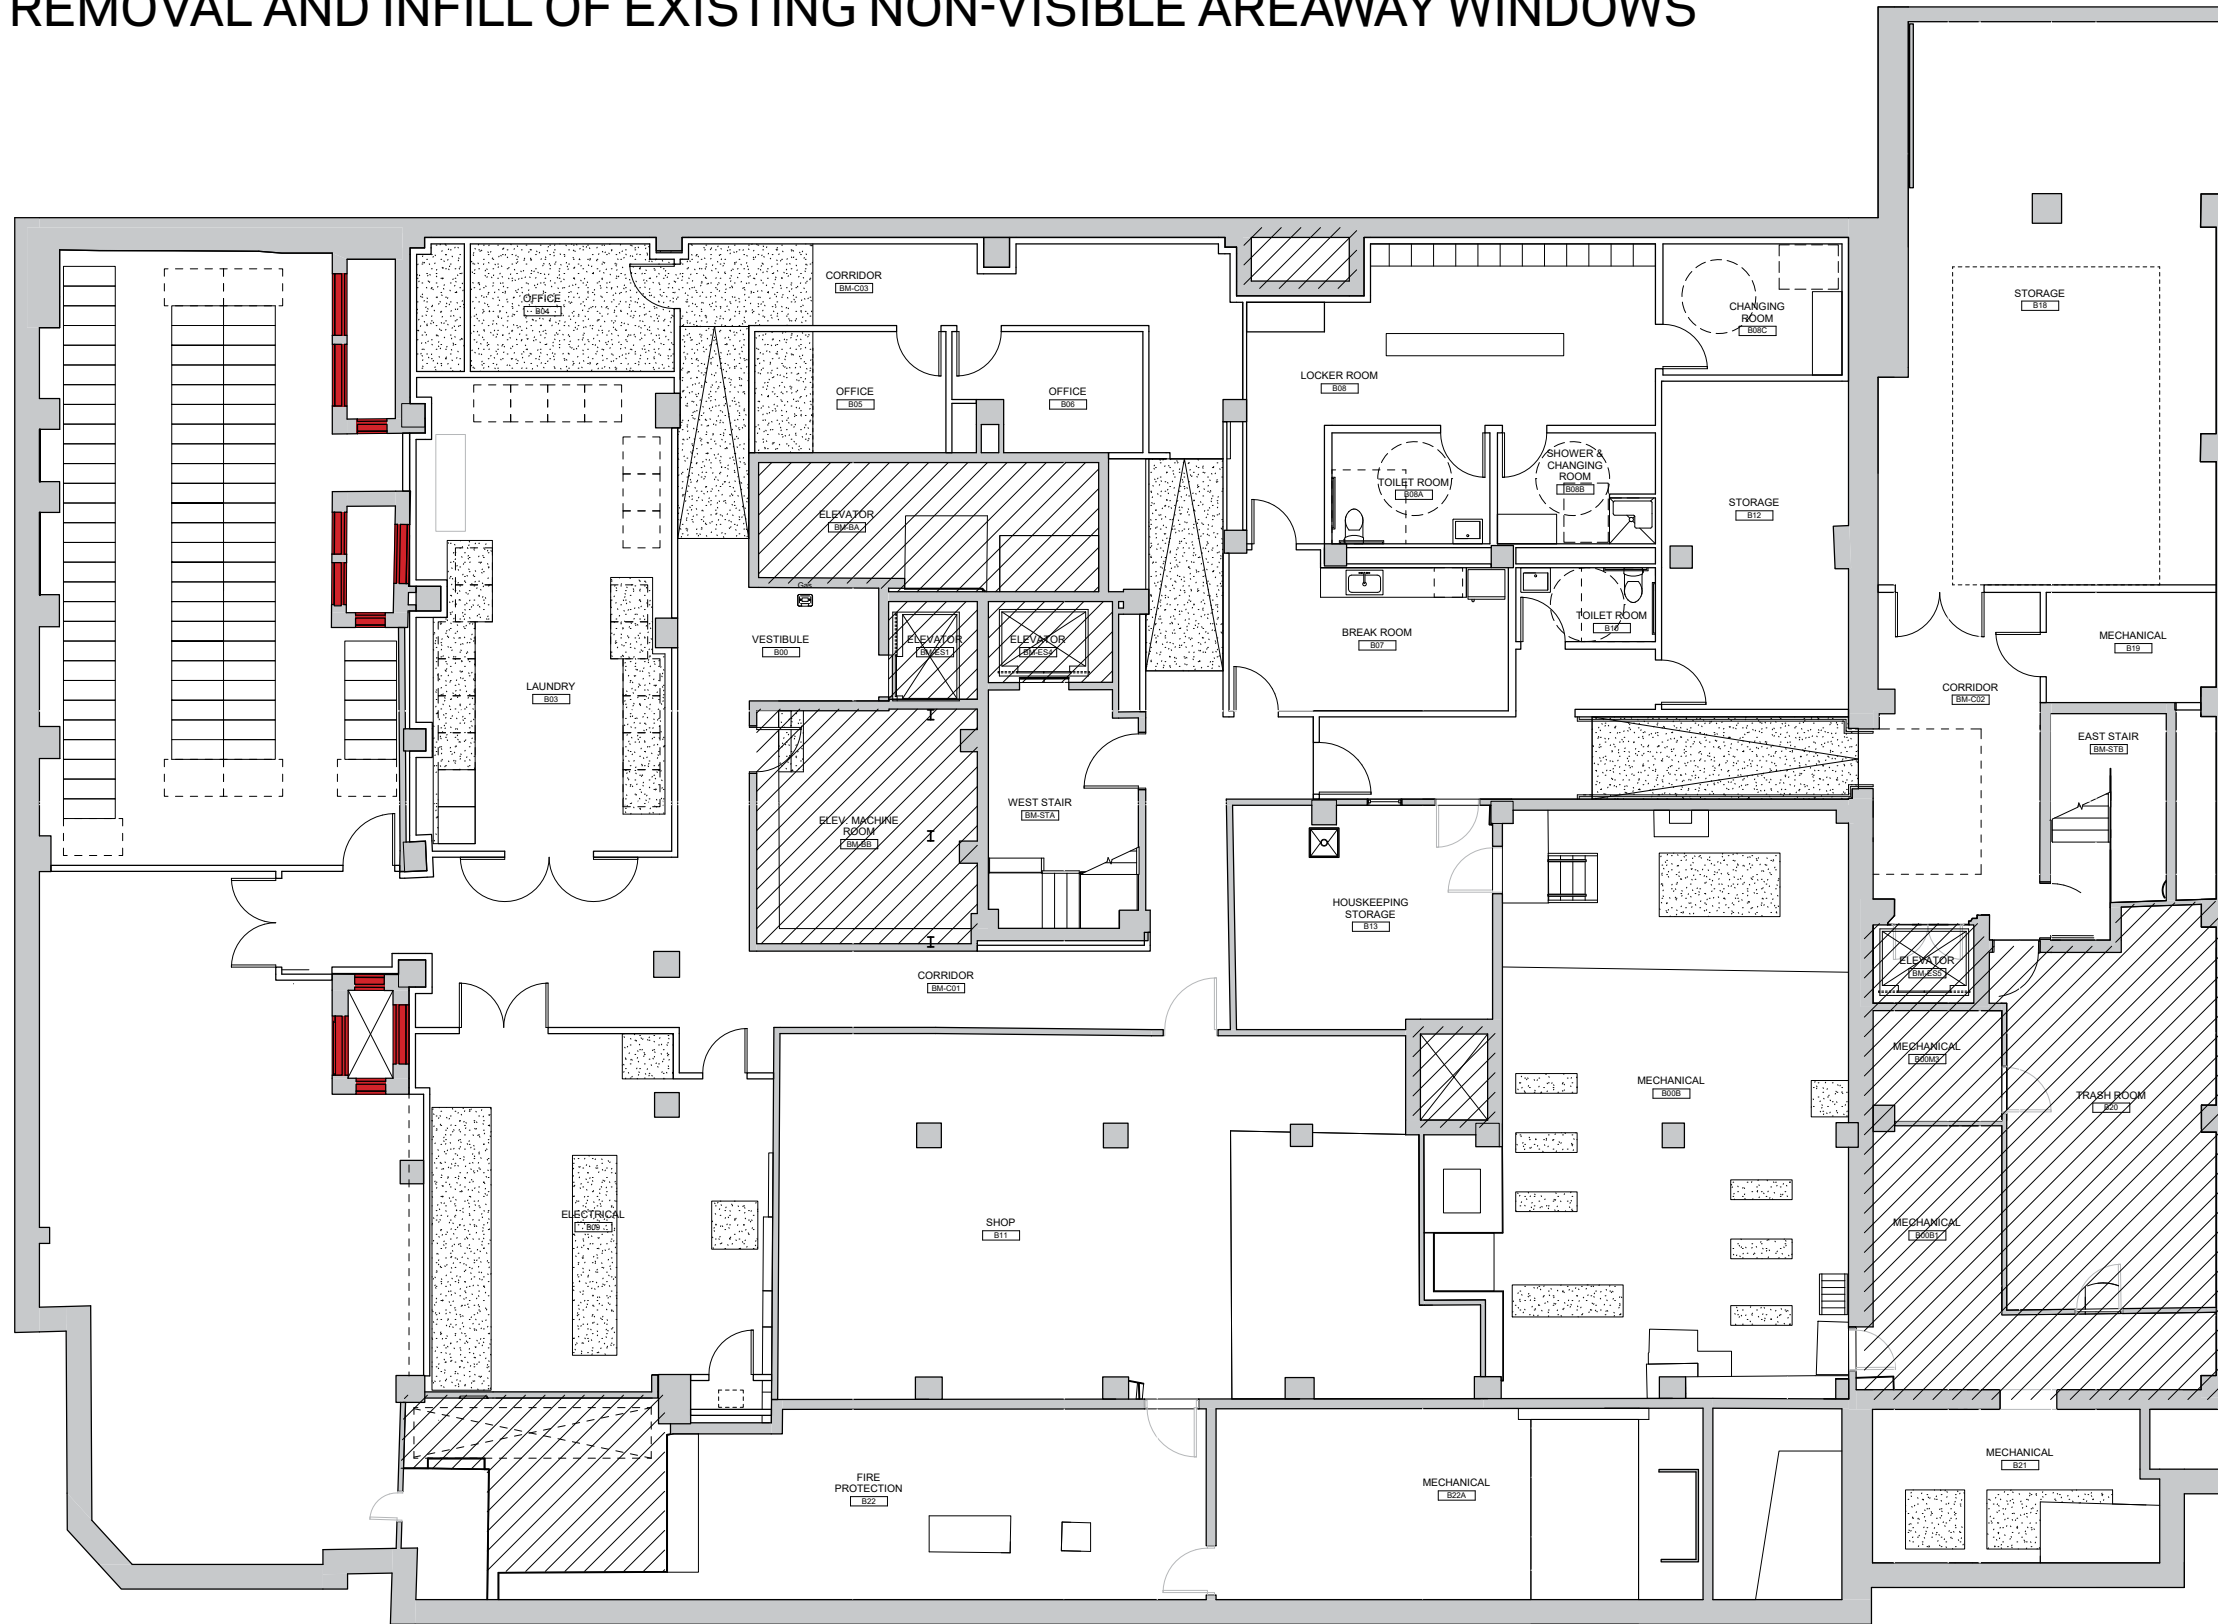 REMOVAL AND INFILL OF EXISTING NON-VISIBLE AREAWAY WINDOWS
CORRIDOR
BM-C03
OFFICE
B04
STORAGE
B18
CHANGING
ROOM
B08C
LOCKER ROOM
B08
OFFICE
B05
OFFICE
B06
SHOWER &
CHANGING
ROOM
B08B
TOILET ROOM
B08A
STORAGE
B12
ELEVATOR
BM-BA
Gas
TOILET ROOM
B10
BREAK ROOM
B07
VESTIBULE
B00
ELEVATOR
BM-ES1
ELEVATOR
BM-ES4
MECHANICAL
B19
LAUNDRY
B03
CORRIDOR
BM-C02
EAST STAIR
BM-STB
WEST STAIR
BM-STA
ELEV. MACHINE
ROOM
BM-BB
HOUSKEEPING
STORAGE
B13
ELEVATOR
BM-ES5
CORRIDOR
BM-C01
MECHANICAL
B00M3
MECHANICAL
B00B
TRASH ROOM
B20
ELECTRICAL
B09
SHOP
B11
MECHANICAL
B00B1
MECHANICAL
B21
FIRE
PROTECTION
B22
MECHANICAL
B22A